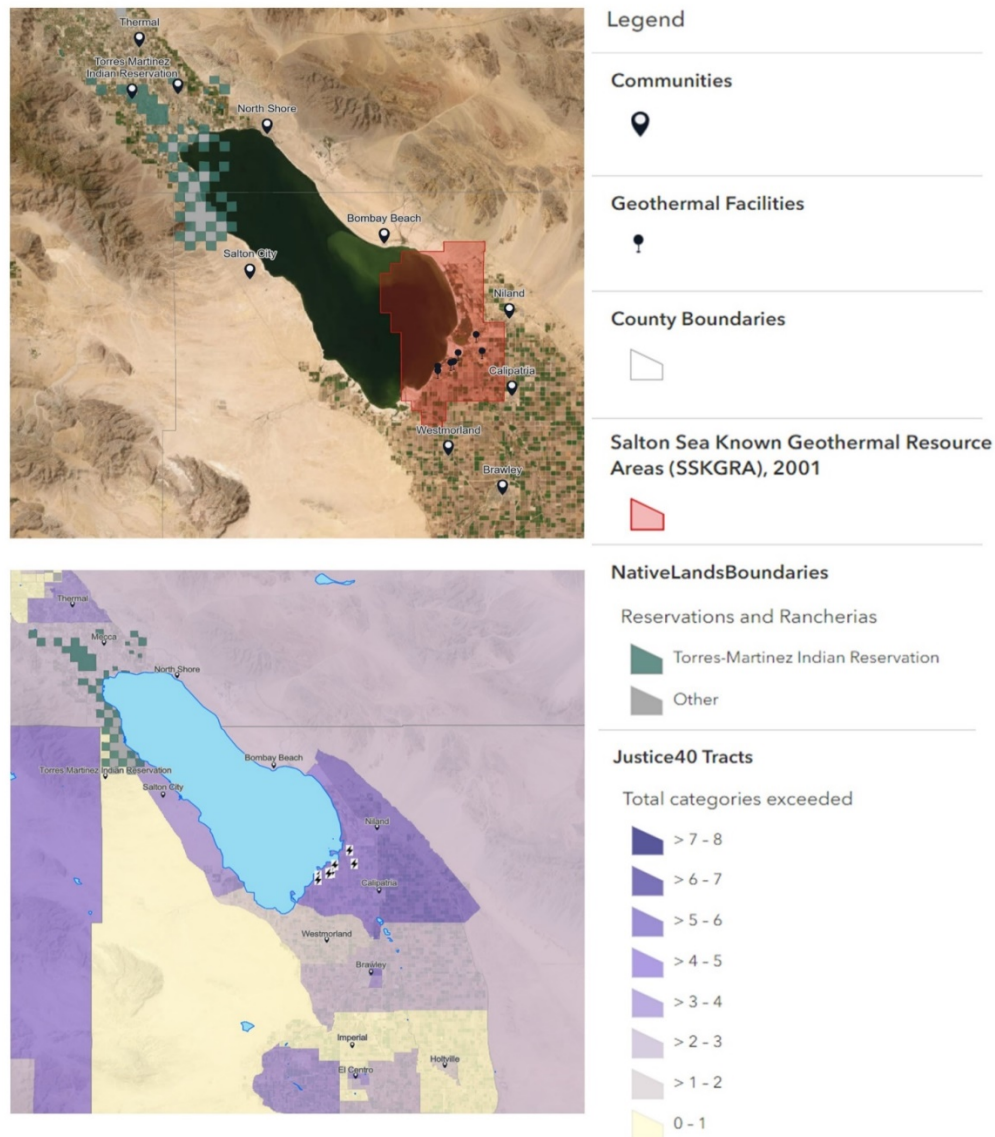 Thermal
Torres Martinez
Indian Reservation
North Shore
Bombay Beach
Salton City
Niland
Calipatria
Westmorland
Brawley
Thermal
Mecca
North Shore
Bombay Beach
Torres Martinez Indian Reservation
Salton City
Niland
Calipatria
Westmorland
Brawley
Imperial
El Centro
Holtville
Legend
Communities
Geothermal Facilities
County Boundaries
Salton Sea Known Geothermal Resource
Areas (SSKGRA), 2001
NativeLandsBoundaries
Reservations and Rancherias
Torres-Martinez Indian Reservation
Other
Justice40 Tracts
Total categories exceeded
> 7 - 8
> 6 - 7
> 5 - 6
> 4 - 5
> 3 - 4
> 2 - 3
> 1 - 2
0 - 1